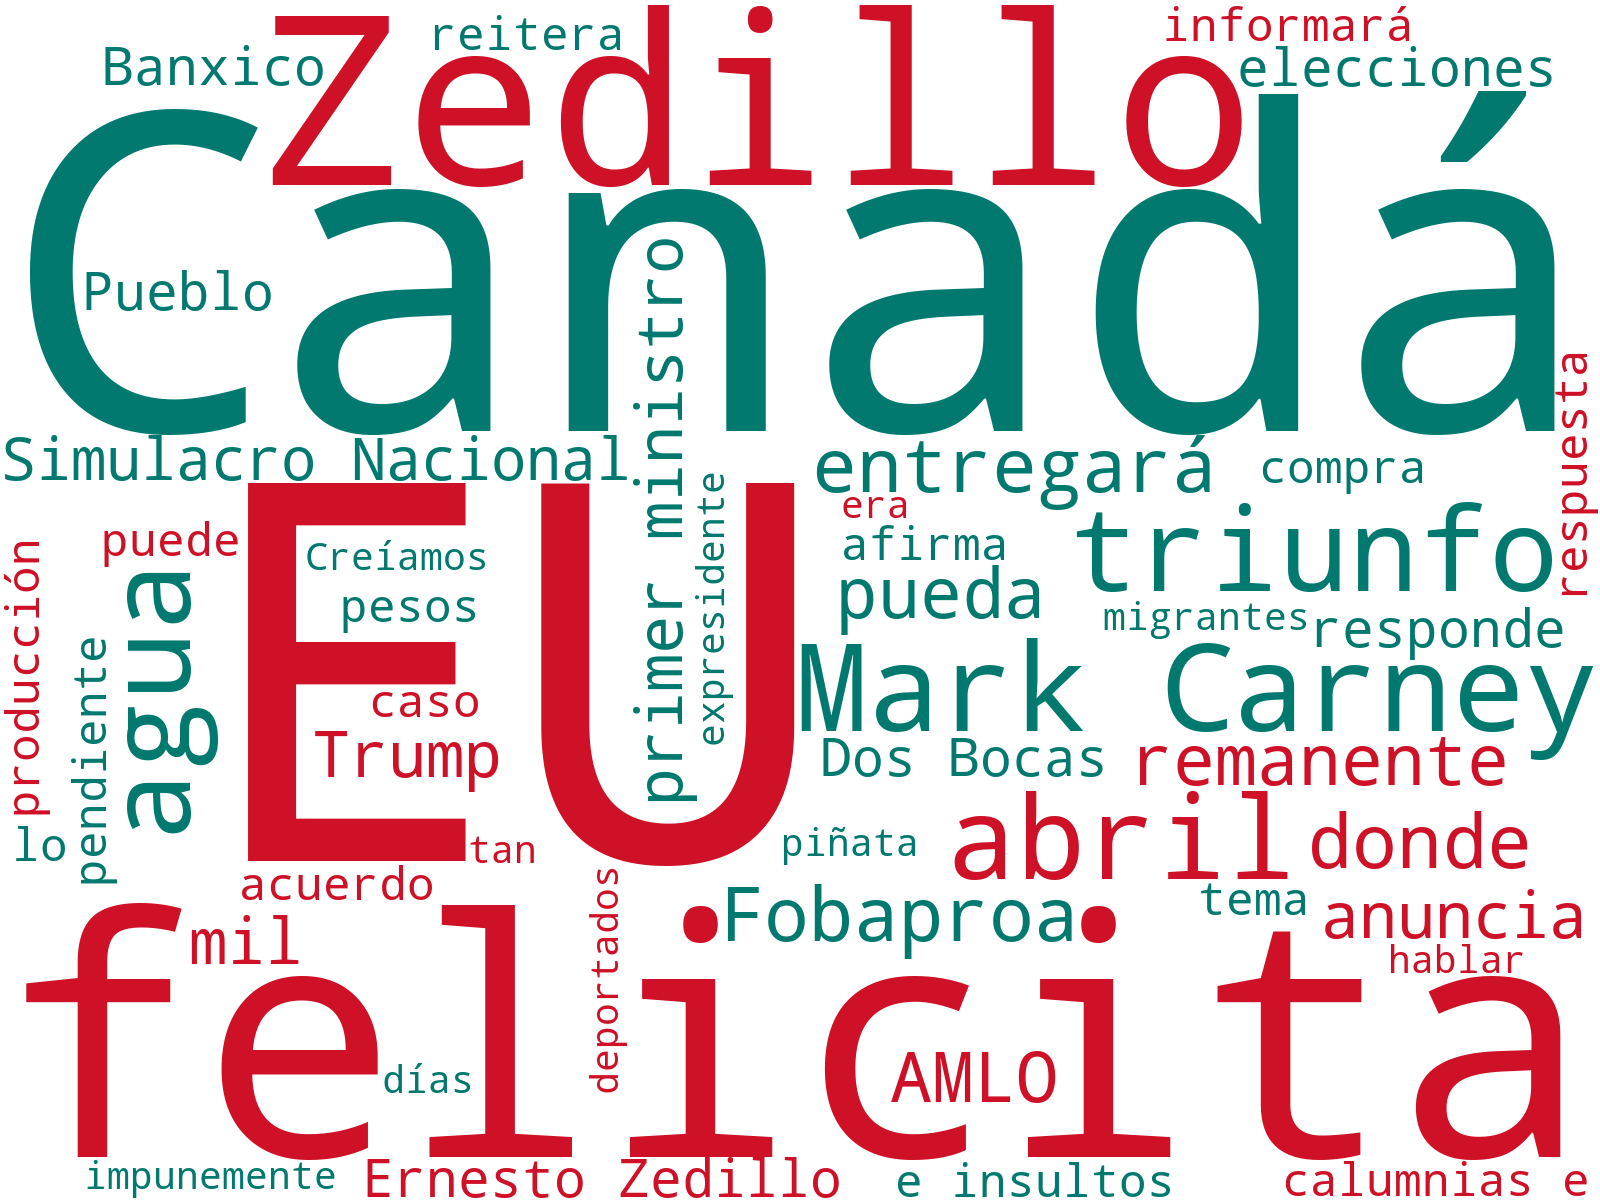 reitera
informará
Banxico
Zedillo
elecciones
Canadá
Pueblo
primer ministro
respuesta
Simulacro Nacional
entregará
compra
EU
era
triunfo
puede
Creíamos
afirma
expresidente
producción
agua
pesos
pueda
migrantes
responde
pendiente
Mark Carney
caso
Trump
Dos Bocas
remanente
lo
tan
piñata
abril
donde
acuerdo
deportados
Fobaproa
tema
anuncia
mil
hablar
felicita
días
AMLO
impunemente
Ernesto Zedillo
e insultos
calumnias e